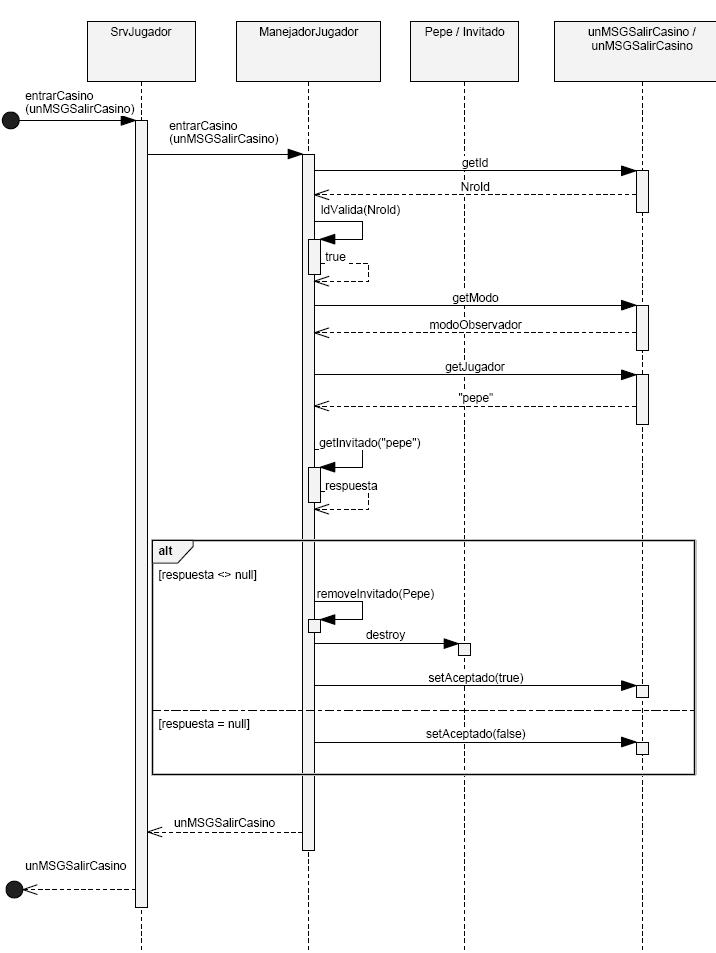 SrvJugador
ManejadorJugador
Pepe / Invitado
unMSGSalirCasino /
unMSGSalirCasino
entrarCasino
(unMSGSalirCasino)
entrarCasino
(unMSGSalirCasino)
getId
NroId
IdValida(NroId)
true
getModo
modoObservador
getJugador
"pepe"
getInvitado("pepe")
respuesta
alt
[respuesta <> null]
removeInvitado(Pepe)
destroy
setAceptado(true)
[respuesta = null]
setAceptado(false)
unMSGSalirCasino
unMSGSalirCasino